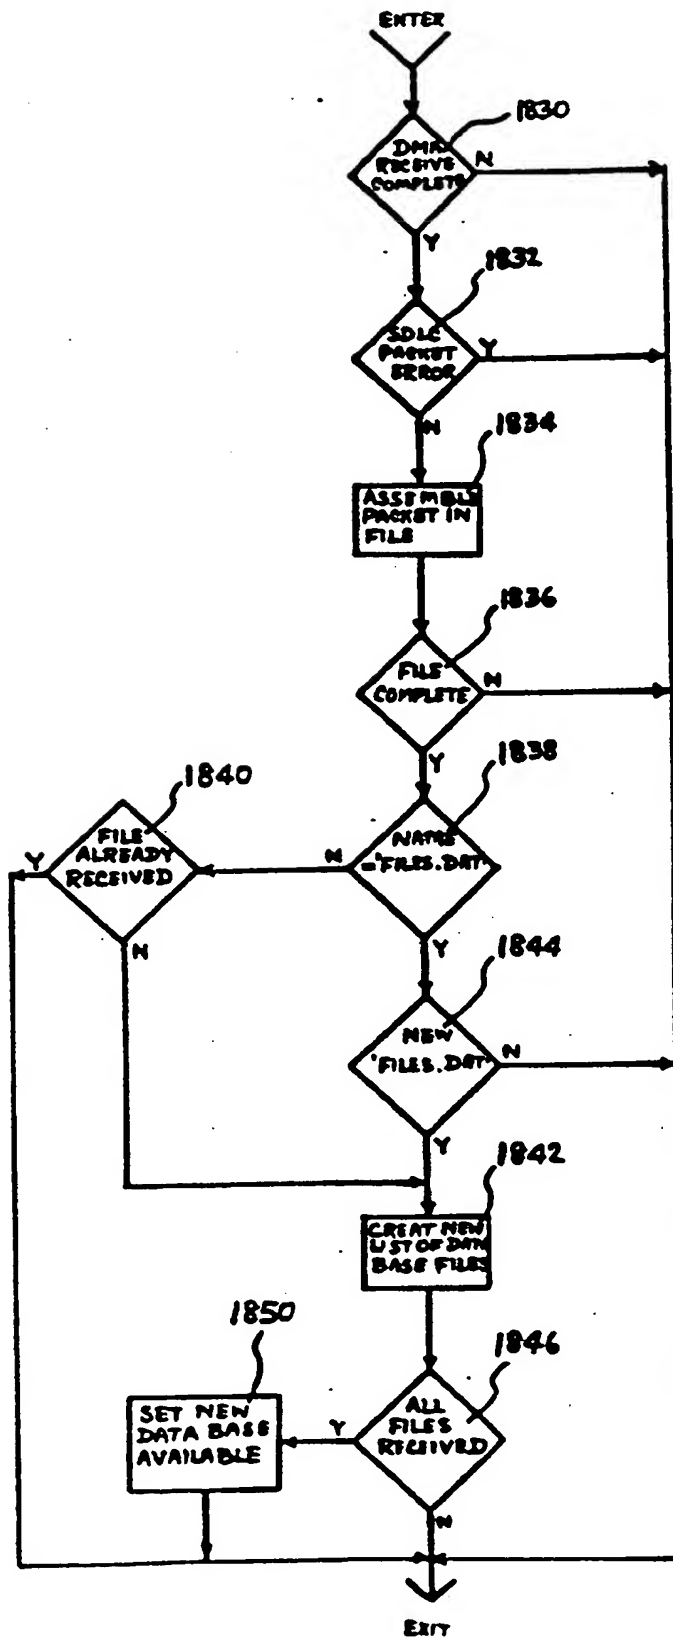 ENTER
1830
DMA
RECEIVE
COMPLETE
N
Y
1832
SDLC
PACKET
ERROR
Y
N
1834
ASSEMBLE
PACKET IN
FILE
1836
FILE
COMPLETE
N
Y
1838
NAME
='FILES.DAT'
N
Y
1840
FILE
ALREADY
RECEIVED
Y
N
1844
NEW
'FILES.DAT'
N
Y
1842
CREAT NEW
LIST OF DATA
BASE FILES
1846
ALL
FILES
RECEIVED
Y
N
1850
SET NEW
DATA BASE
AVAILABLE
EXIT